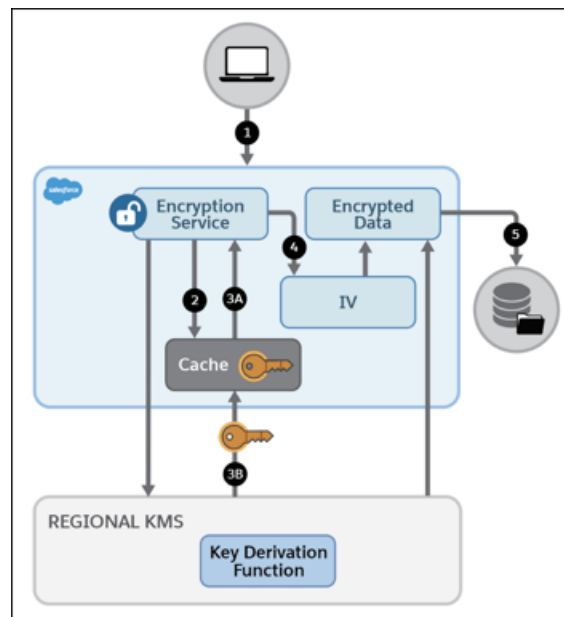 1
salesforce
Encryption
Service
Encrypted
Data
4
5
2
3A
IV
Cache
3B
REGIONAL KMS
Key Derivation
Function